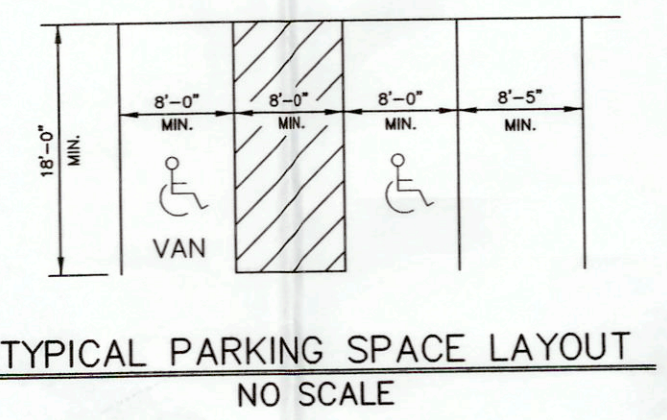 8'-0" 8'-0" 8'-0" 8'-5"
MIN. MIN. MIN. MIN.
18'-0"
MIN.
VAN
TYPICAL PARKING SPACE LAYOUT
NO SCALE